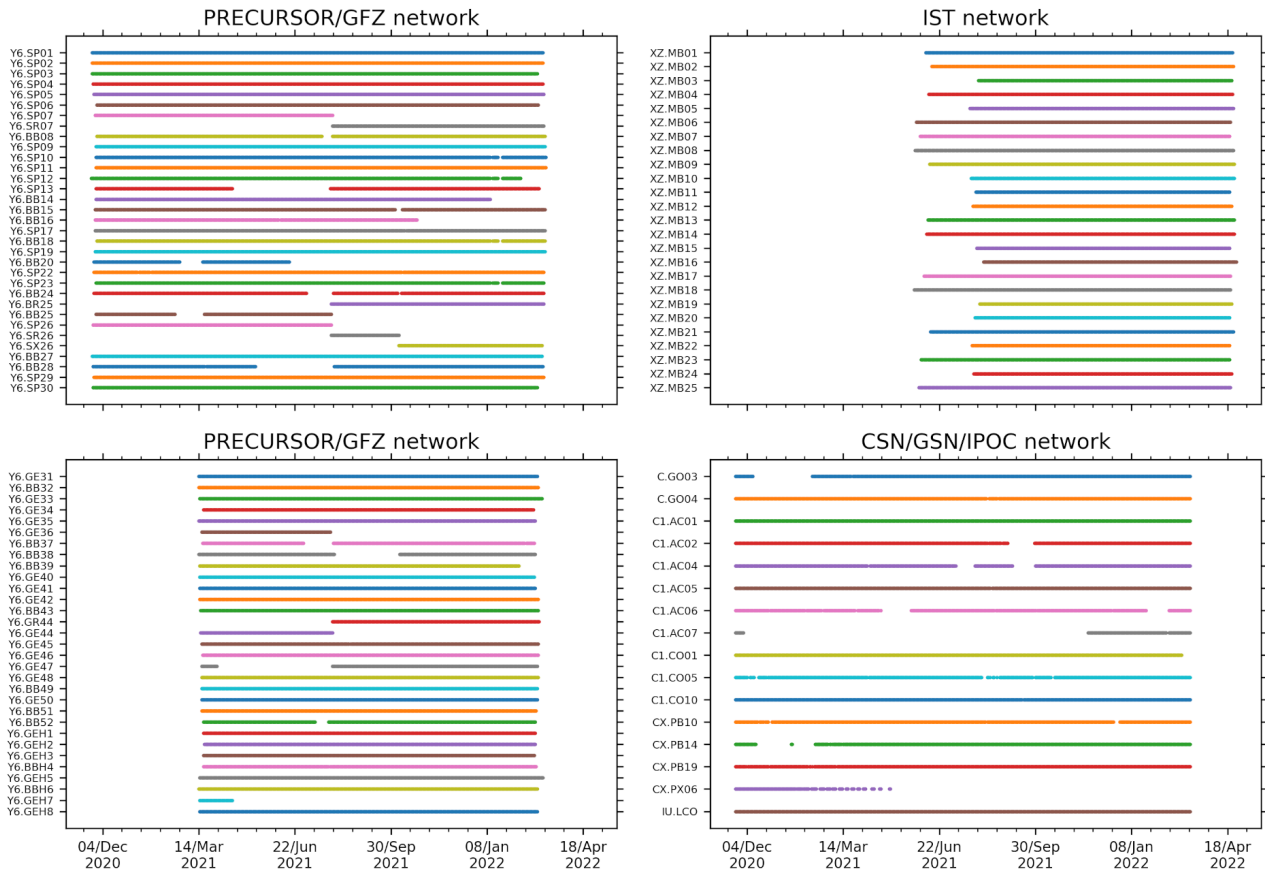 PRECURSOR/GFZ network
Y6.SP01
Y6.SP02
Y6.SP03
Y6.SP04
Y6.SP05
Y6.SP06
Y6.SP07
Y6.SR07
Y6.BB08
Y6.SP09
Y6.SP10
Y6.SP11
Y6.SP12
Y6.SP13
Y6.BB14
Y6.BB15
Y6.BB16
Y6.SP17
Y6.BB18
Y6.SP19
Y6.BB20
Y6.SP22
Y6.SP23
Y6.BB24
Y6.BR25
Y6.BB25
Y6.SP26
Y6.SR26
Y6.SX26
Y6.BB27
Y6.BB28
Y6.SP29
Y6.SP30
IST network
XZ.MB01
XZ.MB02
XZ.MB03
XZ.MB04
XZ.MB05
XZ.MB06
XZ.MB07
XZ.MB08
XZ.MB09
XZ.MB10
XZ.MB11
XZ.MB12
XZ.MB13
XZ.MB14
XZ.MB15
XZ.MB16
XZ.MB17
XZ.MB18
XZ.MB19
XZ.MB20
XZ.MB21
XZ.MB22
XZ.MB23
XZ.MB24
XZ.MB25
PRECURSOR/GFZ network
Y6.GE31
Y6.BB32
Y6.GE33
Y6.GE34
Y6.GE35
Y6.GE36
Y6.BB37
Y6.BB38
Y6.BB39
Y6.GE40
Y6.GE41
Y6.GE42
Y6.BB43
Y6.GR44
Y6.GE44
Y6.GE45
Y6.GE46
Y6.GE47
Y6.GE48
Y6.BB49
Y6.GE50
Y6.BB51
Y6.BB52
Y6.GEH1
Y6.GEH2
Y6.GEH3
Y6.BBH4
Y6.GEH5
Y6.BBH6
Y6.GEH7
Y6.GEH8
04/Dec 2020
14/Mar 2021
22/Jun 2021
30/Sep 2021
08/Jan 2022
18/Apr 2022
CSN/GSN/IPOC network
C.GO03
C.GO04
C1.AC01
C1.AC02
C1.AC04
C1.AC05
C1.AC06
C1.AC07
C1.CO01
C1.CO05
C1.CO10
CX.PB10
CX.PB14
CX.PB19
CX.PX06
IU.LCO
04/Dec 2020
14/Mar 2021
22/Jun 2021
30/Sep 2021
08/Jan 2022
18/Apr 2022